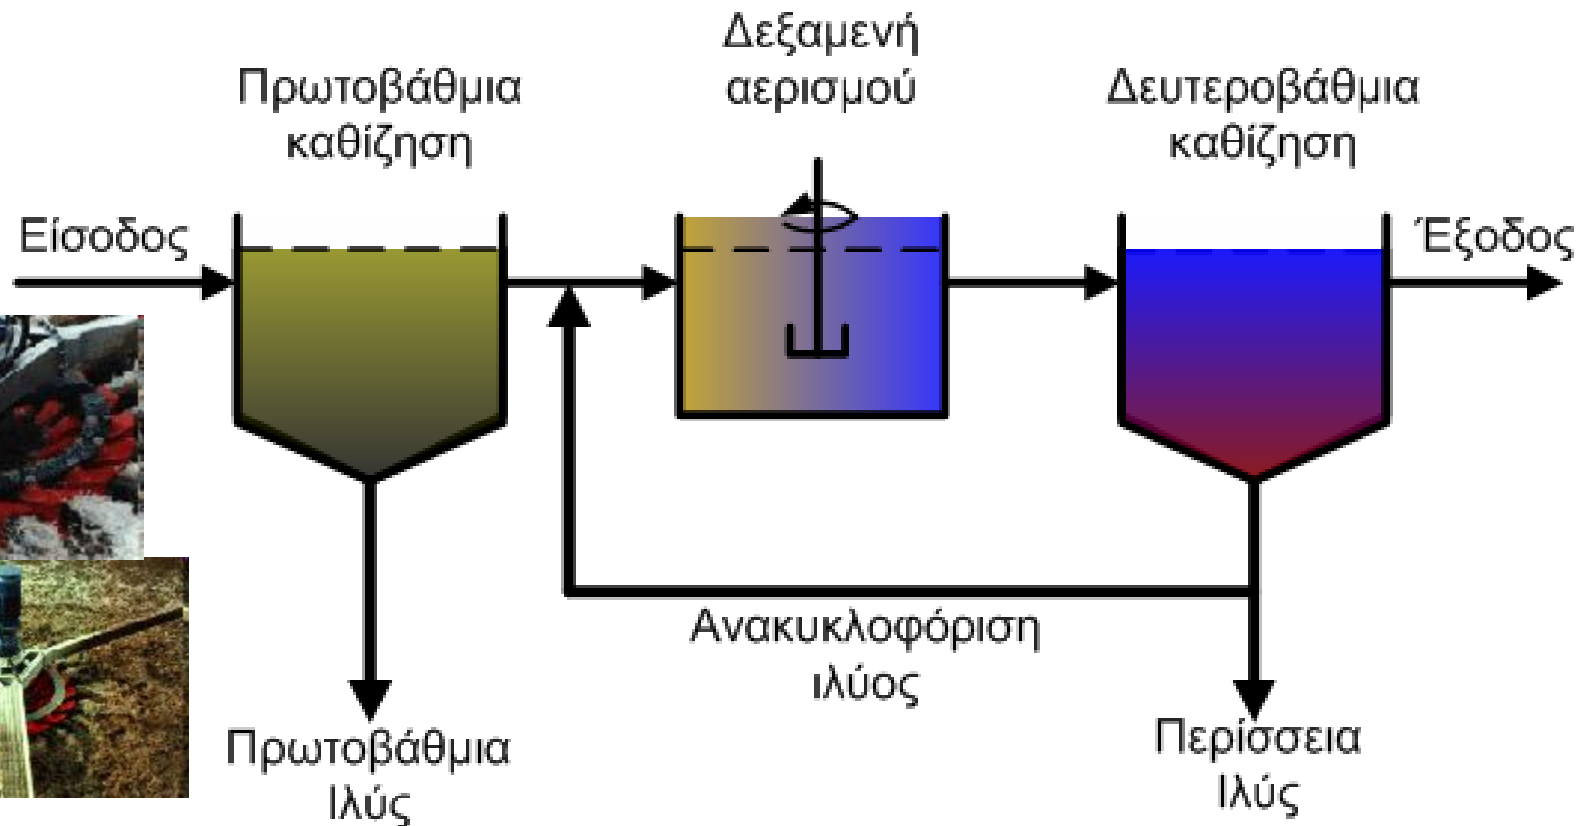 Δεξαμενή
αερισμού
Πρωτοβάθμια
καθίζηση
Δευτεροβάθμια
καθίζηση
Είσοδος
Έξοδος
Ανακυκλοφόριση
ιλύος
Πρωτοβάθμια
Ιλύς
Περίσσεια
Ιλύς